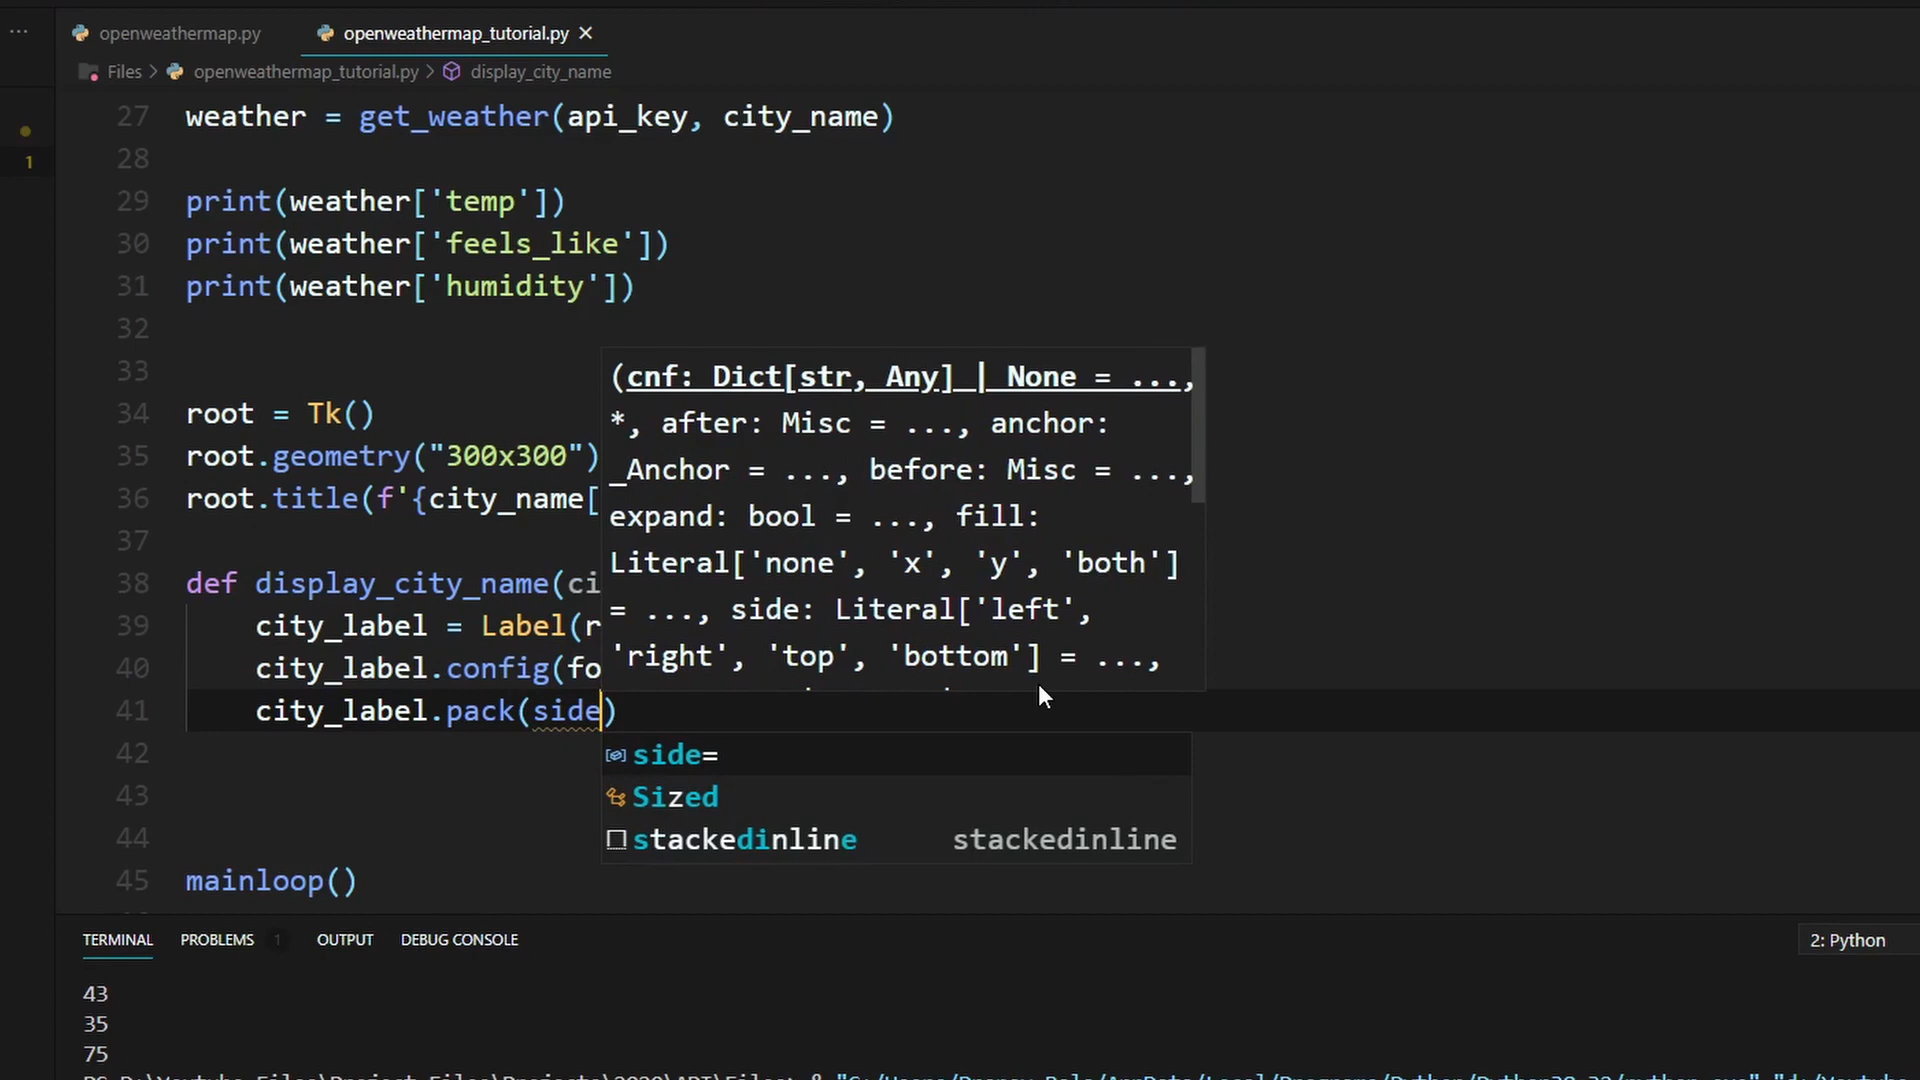 openweathermap.py
openweathermap_tutorial.py
Files > openweathermap_tutorial.py > display_city_name
27 weather = get_weather(api_key, city_name)
28
29 print(weather['temp'])
30 print(weather['feels_like'])
31 print(weather['humidity'])
32
33
34 root = Tk()
35 root.geometry("300x300")
36 root.title(f'{city_name[
37
38 def display_city_name(ci
39 city_label = Label(r
40 city_label.config(fo
41 city_label.pack(side)
42
43
44
45 mainloop()
1
(cnf: Dict[str, Any] | None = ...,
*, after: Misc = ..., anchor:
_Anchor = ..., before: Misc = ...,
expand: bool = ..., fill:
Literal['none', 'x', 'y', 'both']
= ..., side: Literal['left',
'right', 'top', 'bottom'] = ...,
side=
Sized
stackedinline stackedinline
TERMINAL PROBLEMS 1 OUTPUT DEBUG CONSOLE
2: Python
43
35
75